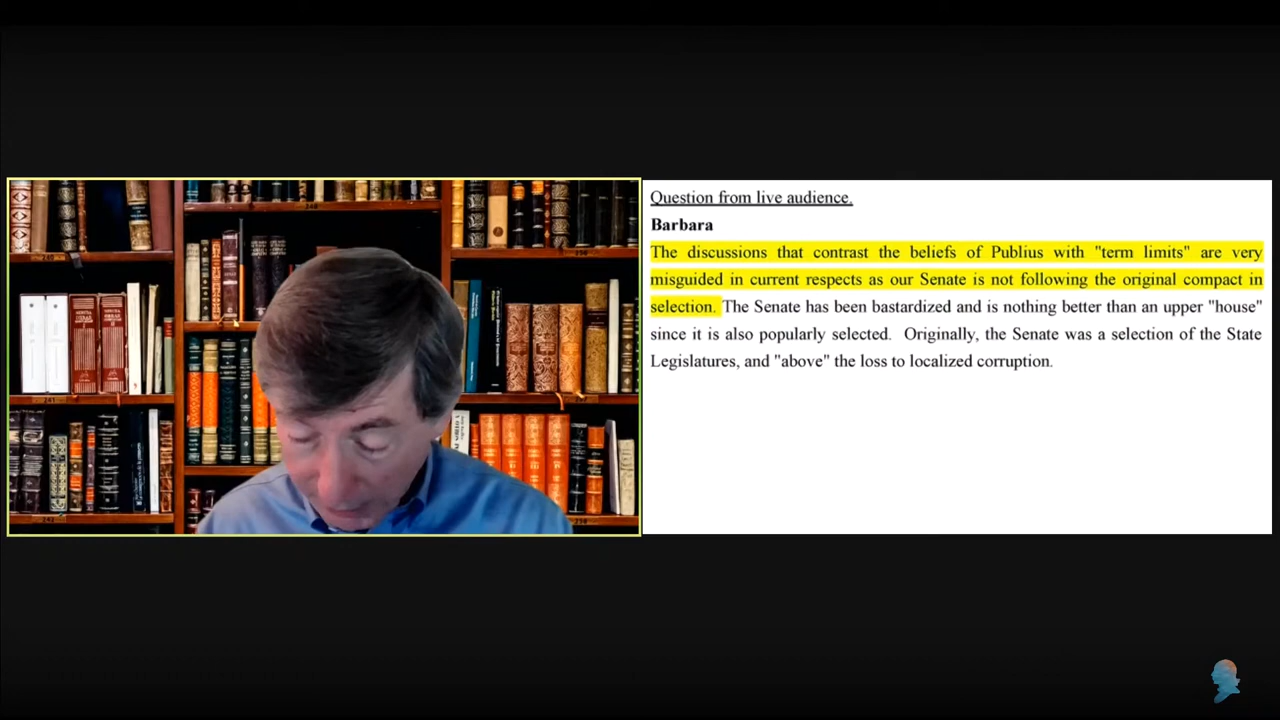 Question from live audience.
Barbara
The discussions that contrast the beliefs of Publius with "term limits" are very
misguided in current respects as our Senate is not following the original compact in
selection. The Senate has been bastardized and is nothing better than an upper "house"
since it is also popularly selected. Originally, the Senate was a selection of the State
Legislatures, and "above" the loss to localized corruption.